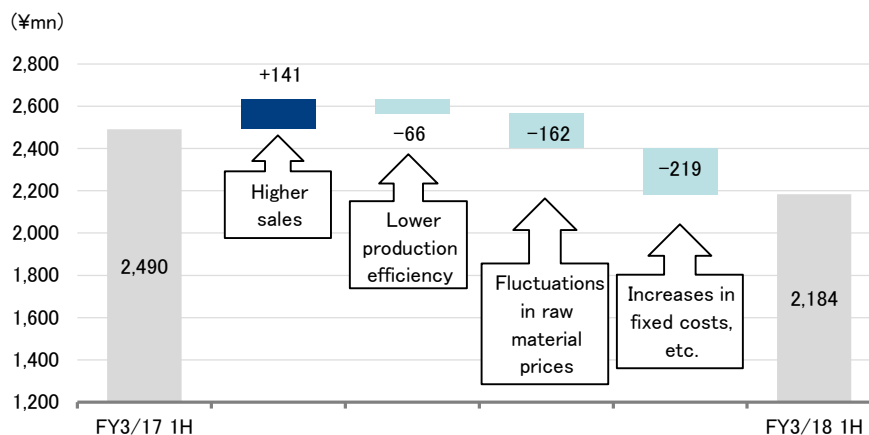 (¥mn)
2,800
2,600
2,400
2,200
2,000
1,800
1,600
1,400
1,200
+141
−66
−162
−219
2,490
2,184
Higher
sales
Lower
production
efficiency
Fluctuations
in raw
material
prices
Increases in
fixed costs,
etc.
FY3/17 1H
FY3/18 1H